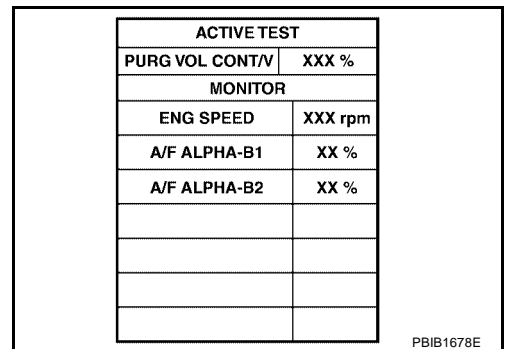 ACTIVE TEST
PURG VOL CONT/V XXX %
MONITOR
ENG SPEED XXX rpm
A/F ALPHA-B1 XX %
A/F ALPHA-B2 XX %
PBIB1678E